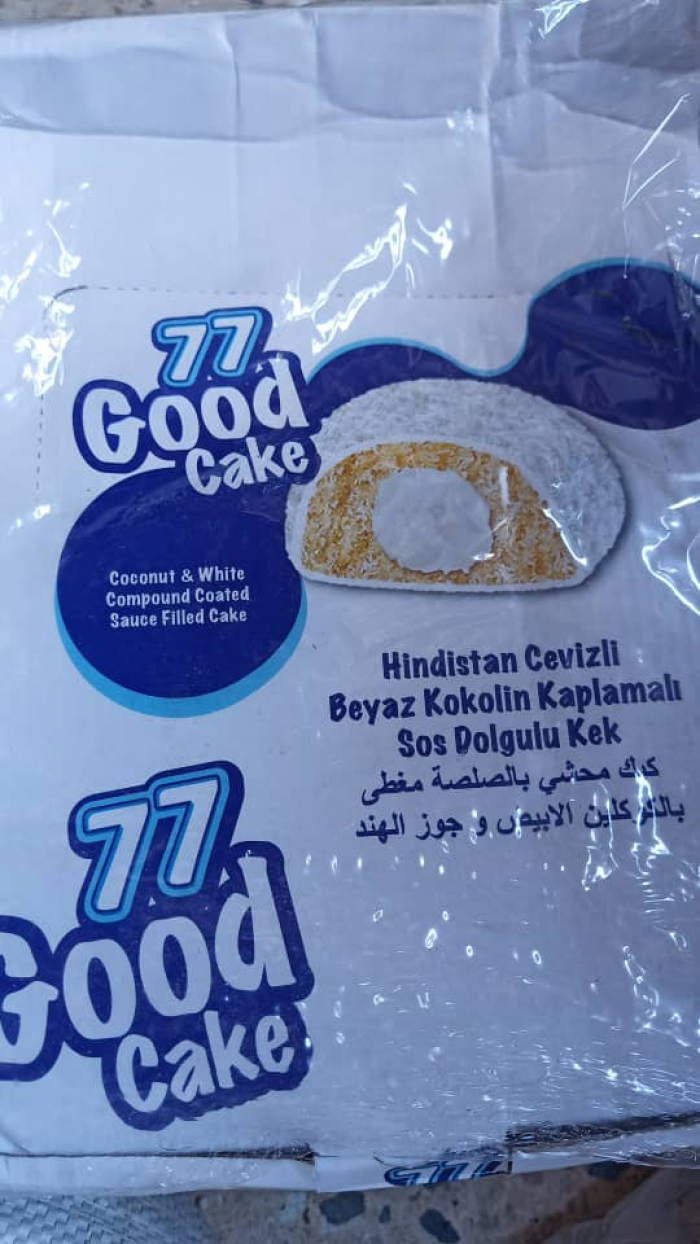 77
Good
Cake
Coconut & White
Compound Coated
Sauce Filled Cake
Hindistan Cevizli
Beyaz Kokolin Kaplamalı
Sos Dolgulu Kek
كيك محشي بالصلصة مغطى
الابيض و جوز الهند
77
Good
Cake
77